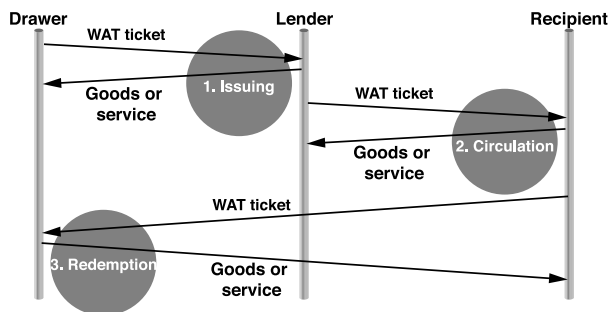 Drawer
Lender
Recipient
WAT ticket
1. Issuing
Goods or
service
WAT ticket
2. Circulation
Goods or
service
WAT ticket
3. Redemption
Goods or
service